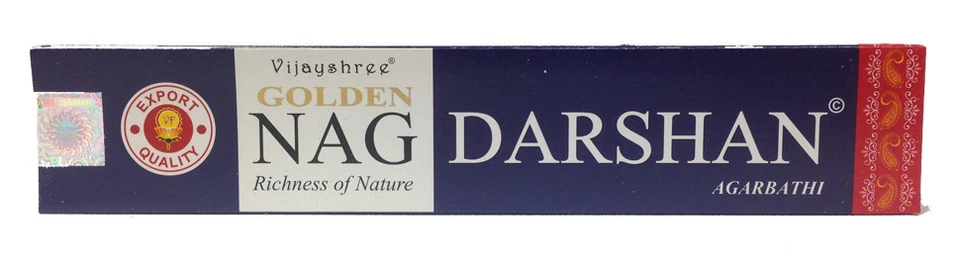 EXPORT
VF
QUALITY
Vijayshree®
GOLDEN
NAG DARSHAN ©
Richness of Nature
AGARBATHI